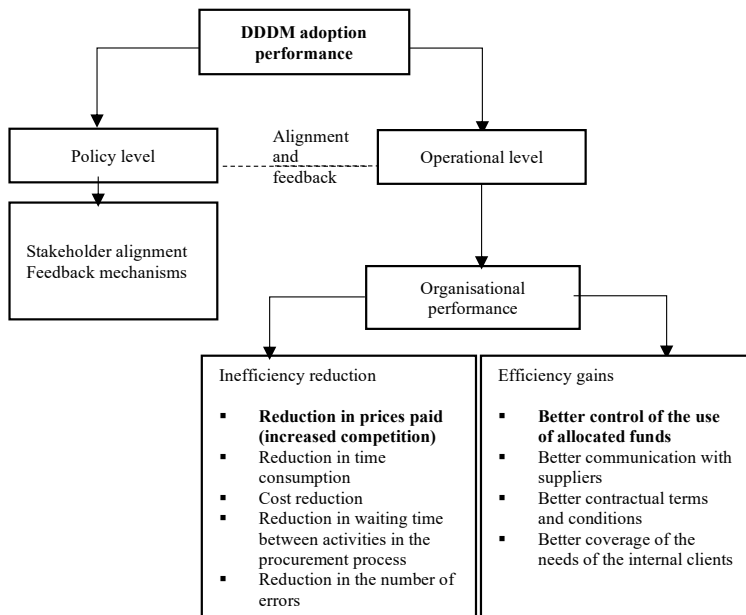 DDDM adoption
performance
Policy level
Alignment
and
feedback
Operational level
Stakeholder alignment
Feedback mechanisms
Organisational
performance
Inefficiency reduction
▪ Reduction in prices paid
(increased competition)
▪ Reduction in time
consumption
▪ Cost reduction
▪ Reduction in waiting time
between activities in the
procurement process
▪ Reduction in the number of
errors
Efficiency gains
▪ Better control of the use
of allocated funds
▪ Better communication with
suppliers
▪ Better contractual terms
and conditions
▪ Better coverage of the
needs of the internal clients